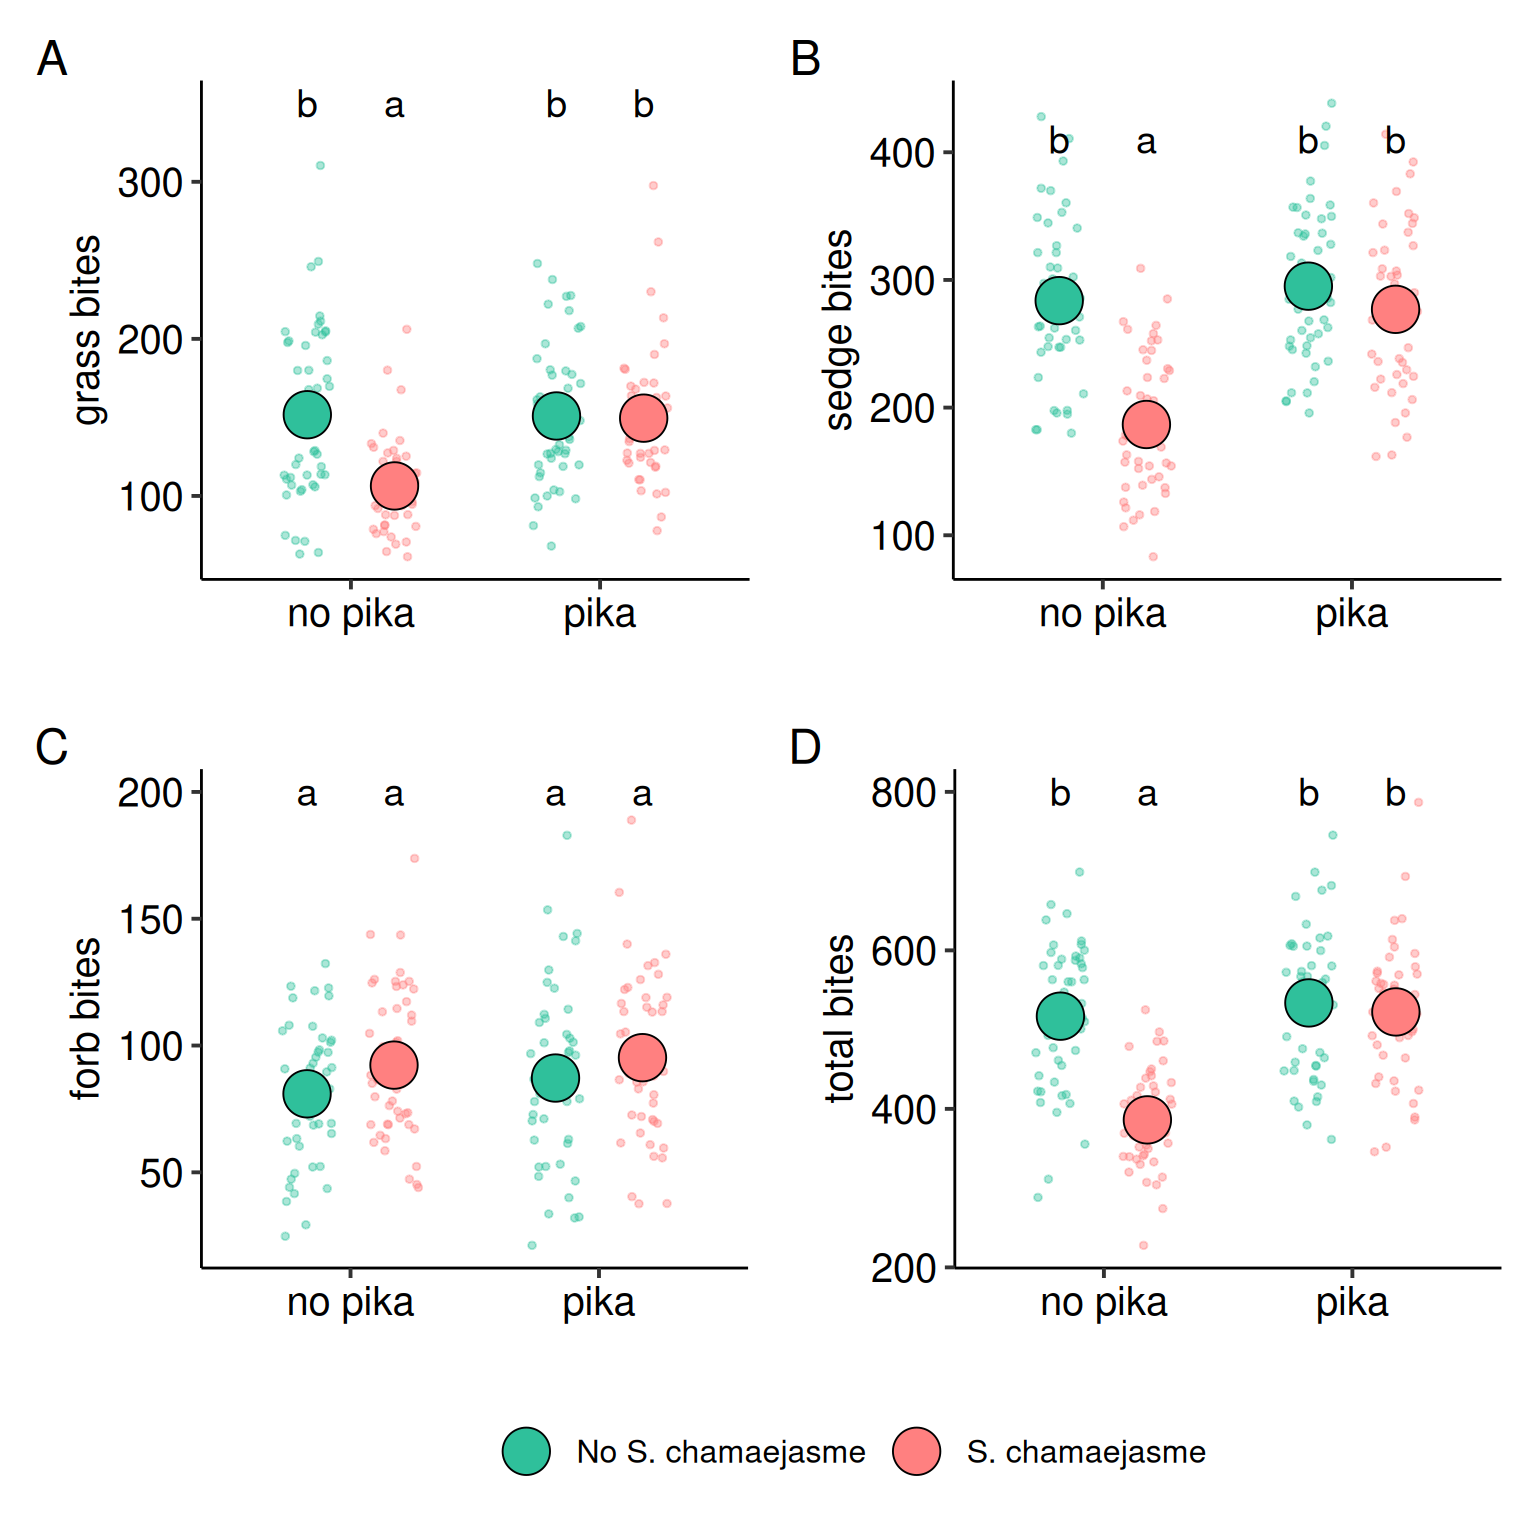 A
b a b b
300
200
100
grass bites
no pika pika
B
b a b b
400
300
200
100
sedge bites
no pika pika
C
a a a a
200
150
100
50
forb bites
no pika pika
D
b a b b
800
600
400
200
total bites
no pika pika
No S. chamaejasme S. chamaejasme